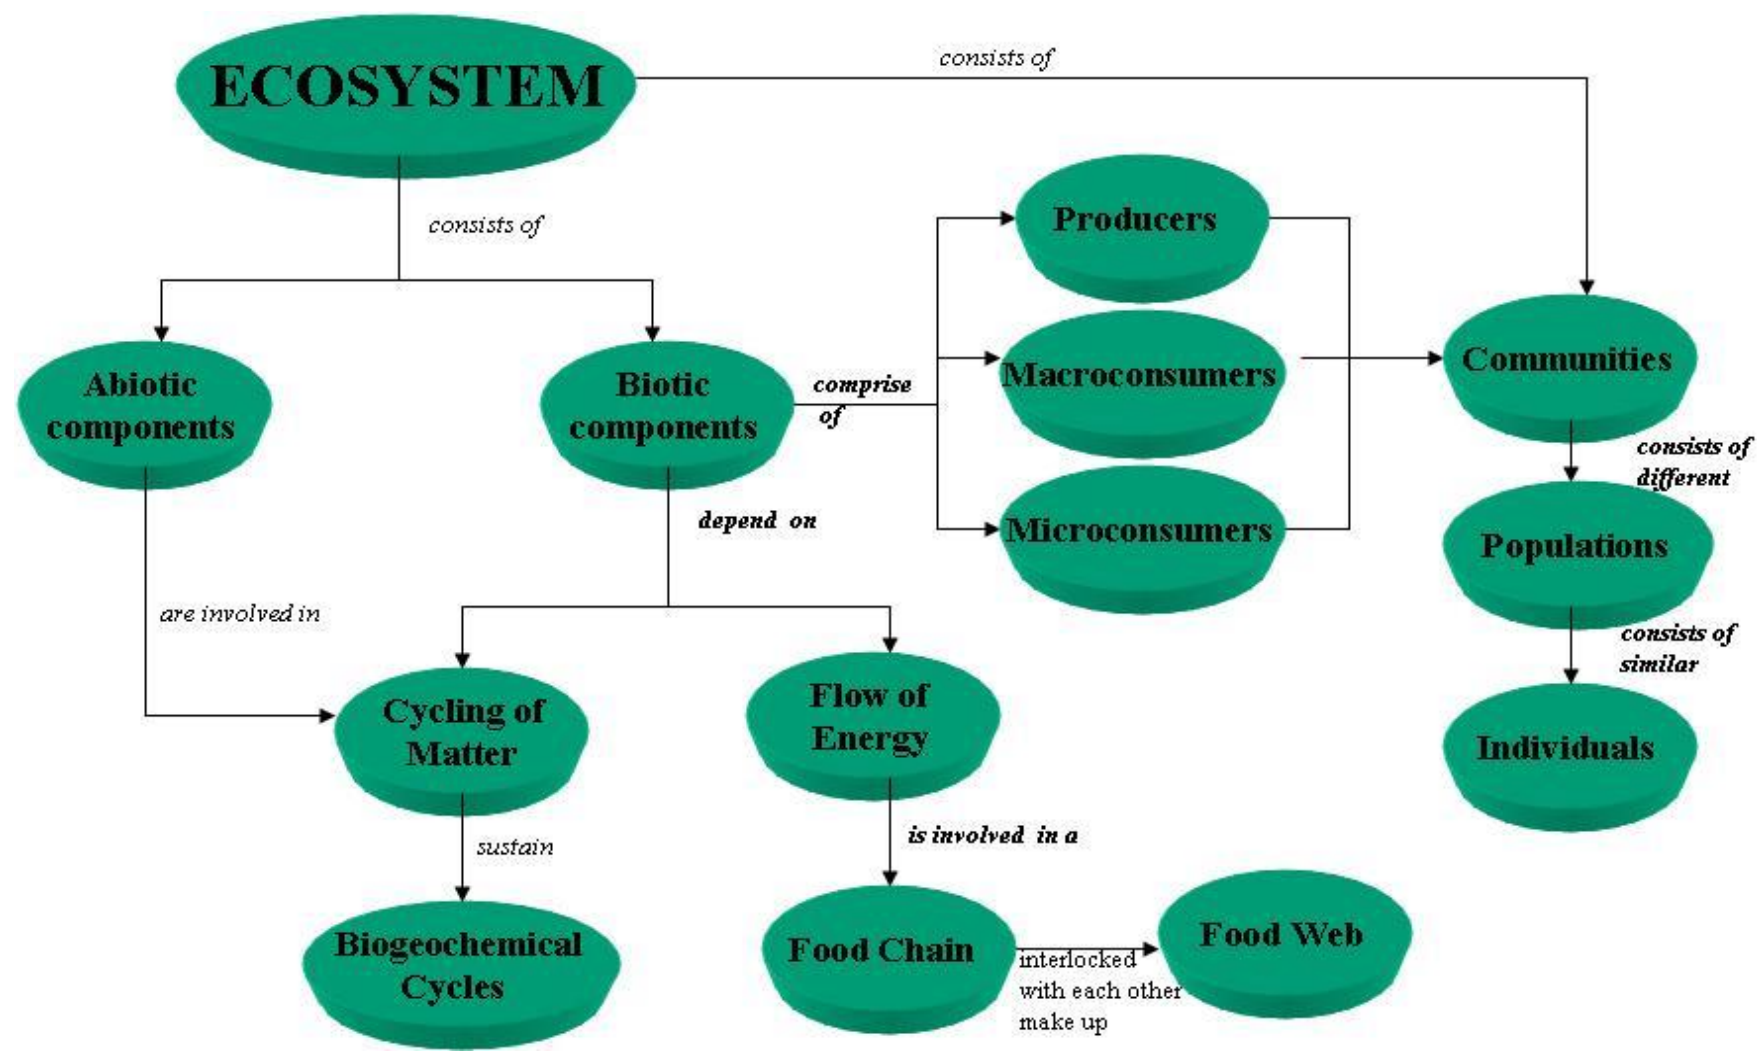 ECOSYSTEM
consists of
consists of
Producers
Macroconsumers
Microconsumers
Communities
Abiotic
components
Biotic
components
comprise
of
consists of
different
depend on
Populations
are involved in
consists of
similar
Cycling of
Matter
Flow of
Energy
Individuals
sustain
is involved in a
Biogeochemical
Cycles
Food Chain
interlocked
with each other
make up
Food Web